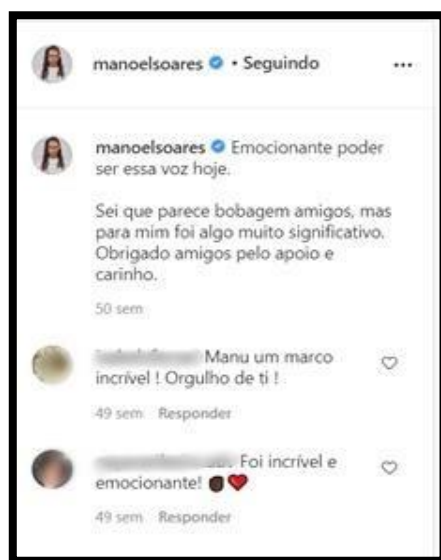 manoelsoares • Seguindo ...
manoelsoares Emocionante poder
ser essa voz hoje.
Sei que parece bobagem amigos, mas
para mim foi algo muito significativo.
Obrigado amigos pelo apoio e
carinho.
50 sem
Manu um marco
incrível ! Orgulho de ti !
49 sem Responder
Foi incrível e
emocionante!
49 sem Responder